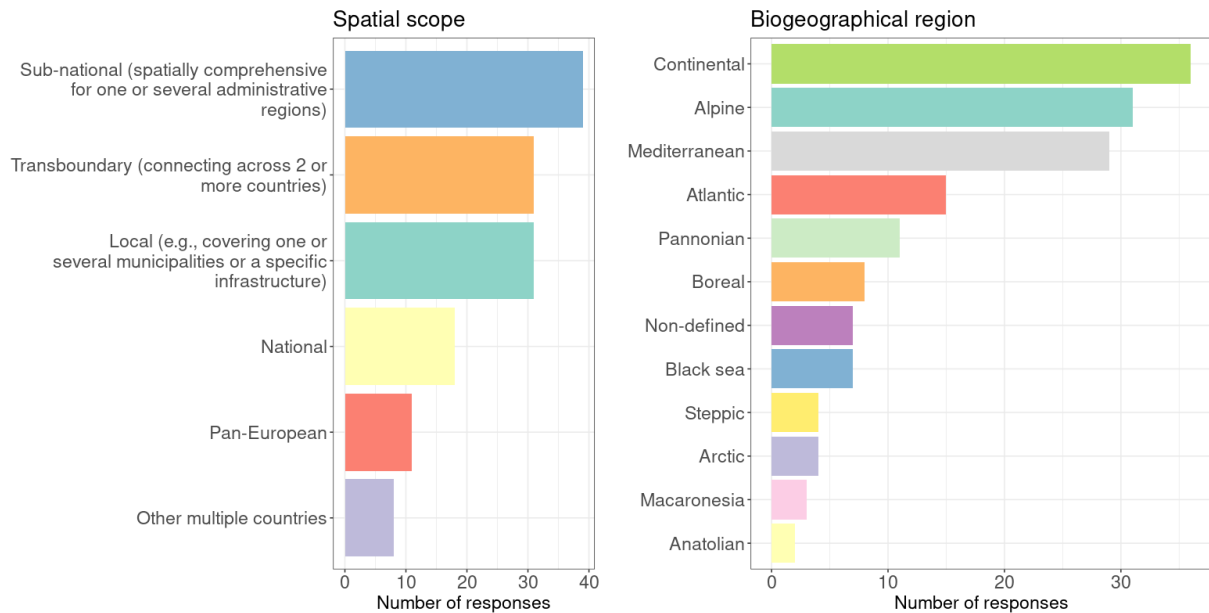 Spatial scope
Sub-national (spatially comprehensive
for one or several administrative
regions)
Transboundary (connecting across 2 or
more countries)
Local (e.g., covering one or
several municipalities or a specific
infrastructure)
National
Pan-European
Other multiple countries
0 10 20 30 40
Number of responses
Biogeographical region
Continental
Alpine
Mediterranean
Atlantic
Pannonian
Boreal
Non-defined
Black sea
Steppic
Arctic
Macaronesia
Anatolian
0 10 20 30
Number of responses